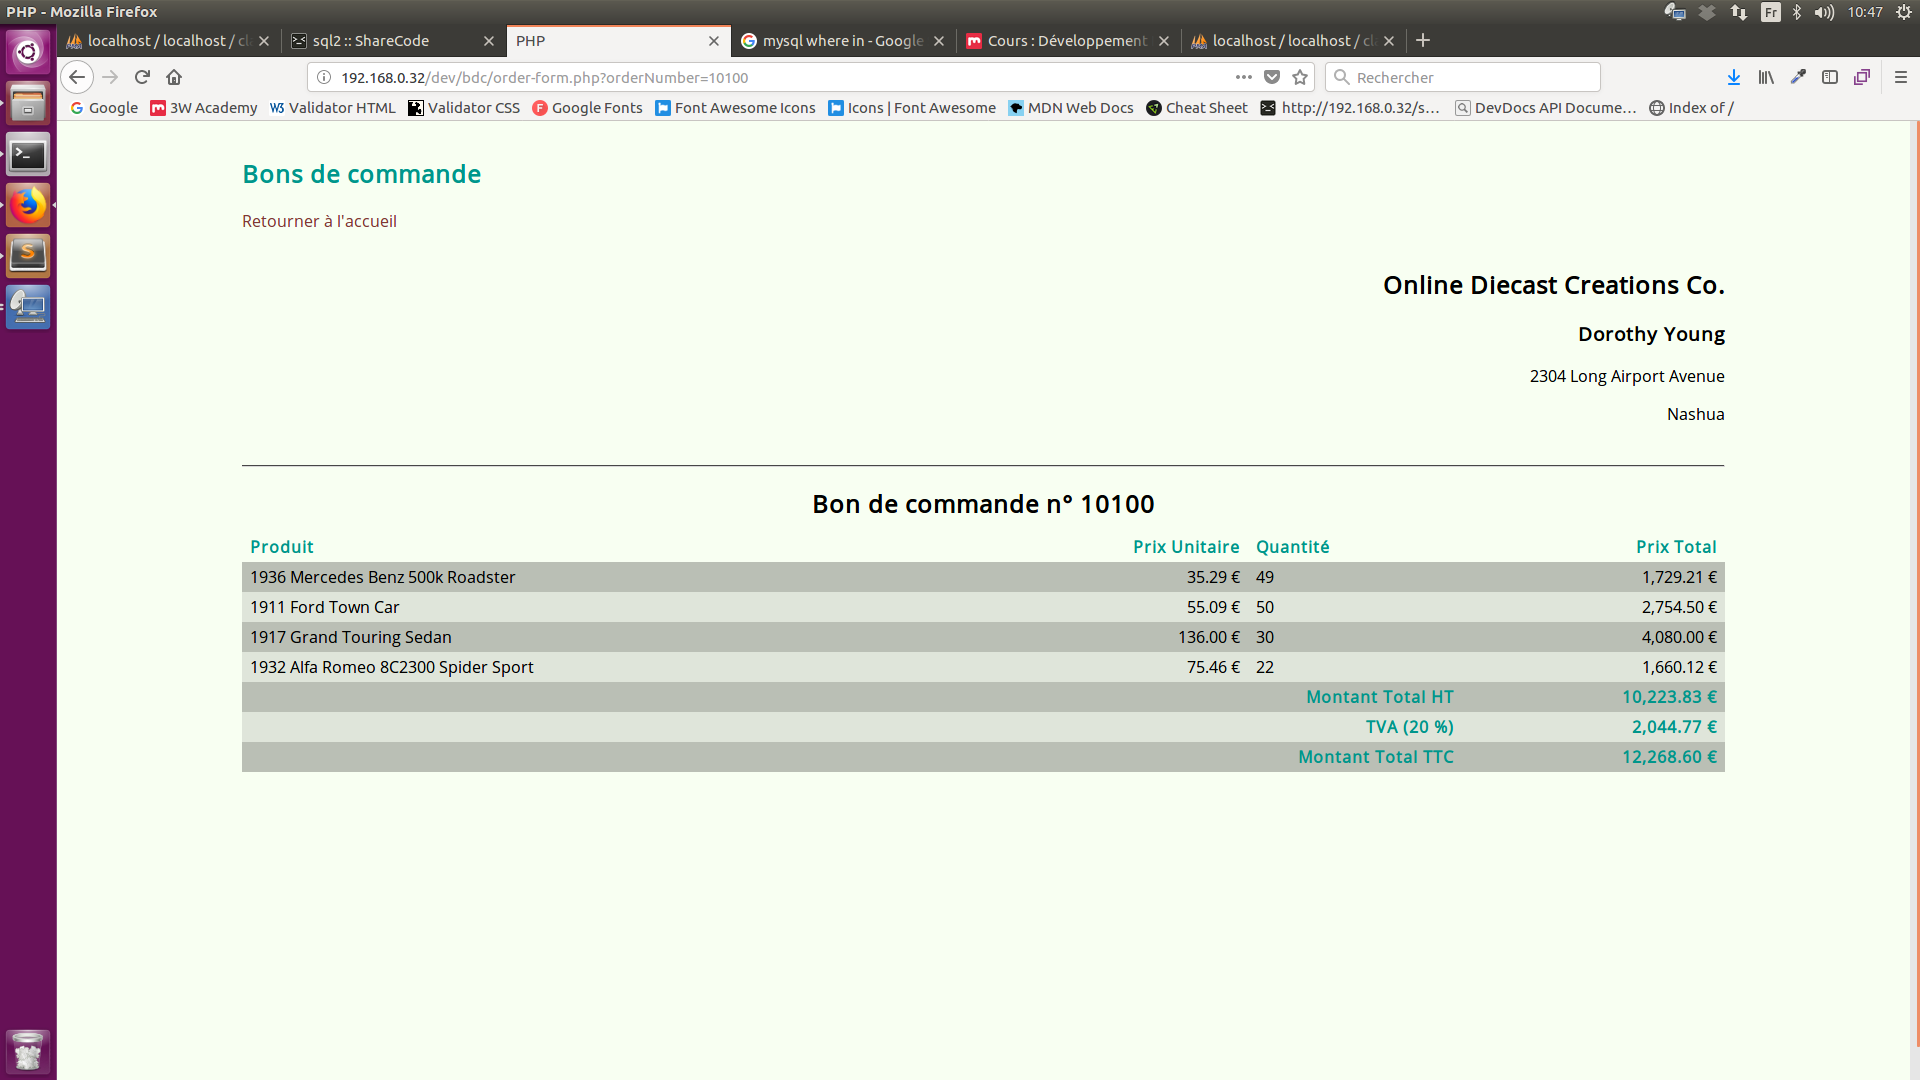 PHP - Mozilla Firefox
Fr
10:47
localhost / localhost / cl
sql2 :: ShareCode
PHP
mysql where in - Google
Cours : Développement
localhost / localhost / cl
192.168.0.32/dev/bdc/order-form.php?orderNumber=10100
Rechercher
Google
3W Academy
W3 Validator HTML
Validator CSS
Google Fonts
Font Awesome Icons
Icons | Font Awesome
MDN Web Docs
Cheat Sheet
http://192.168.0.32/s...
DevDocs API Docume...
Index of /
Bons de commande
Retourner à l'accueil
Online Diecast Creations Co.
Dorothy Young
2304 Long Airport Avenue
Nashua
Bon de commande n° 10100
Produit Prix Unitaire Quantité Prix Total
1936 Mercedes Benz 500k Roadster 35.29 € 49 1,729.21 €
1911 Ford Town Car 55.09 € 50 2,754.50 €
1917 Grand Touring Sedan 136.00 € 30 4,080.00 €
1932 Alfa Romeo 8C2300 Spider Sport 75.46 € 22 1,660.12 €
Montant Total HT 10,223.83 €
TVA (20 %) 2,044.77 €
Montant Total TTC 12,268.60 €